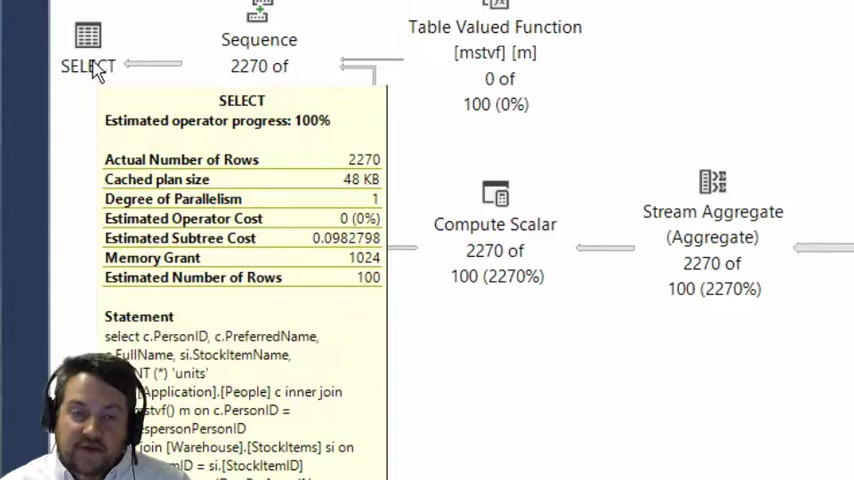 SELECT
Sequence
2270 of
Table Valued Function
[mstvf] [m]
0 of
100 (0%)
SELECT
Estimated operator progress: 100%
Actual Number of Rows 2270
Cached plan size 48 KB
Degree of Parallelism 1
Estimated Operator Cost 0 (0%)
Estimated Subtree Cost 0.0982798
Memory Grant 1024
Estimated Number of Rows 100
Statement
select c.PersonID, c.PreferredName,
c.FullName, si.StockItemName,
(*) 'units'
[Application].[People] c inner join
m on c.PersonID =
join [Warehouse].[StockItems] si on
= si.[StockItemID]
Compute Scalar
2270 of
100 (2270%)
Stream Aggregate
(Aggregate)
2270 of
100 (2270%)